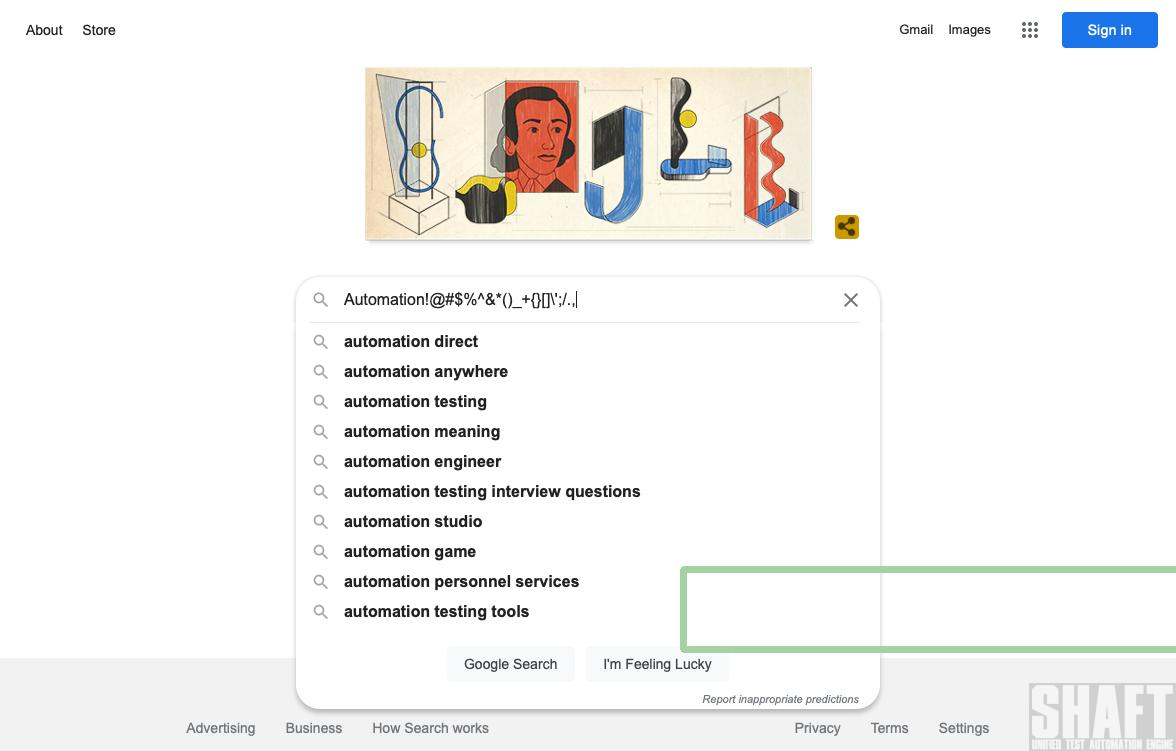 About Store
Gmail Images
Sign in
Automation!@#$%^&*()_+{}[]\';/.,
automation direct
automation anywhere
automation testing
automation meaning
automation engineer
automation testing interview questions
automation studio
automation game
automation personnel services
automation testing tools
Google Search I'm Feeling Lucky
Report inappropriate predictions
Advertising Business How Search works
Privacy Terms Settings
SHAFT
UNIFIED TEST AUTOMATION ENGINE